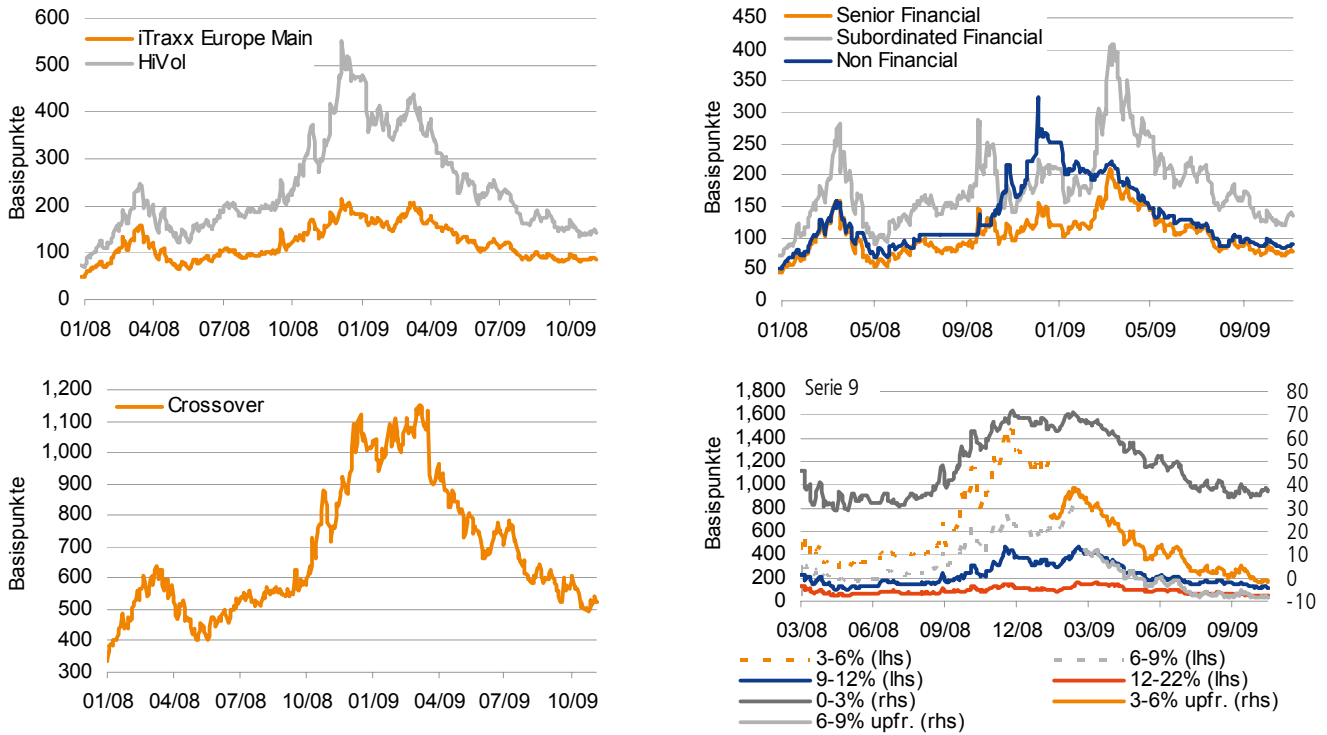 600
500
400
300
200
100
0
Basispunkte
iTraxx Europe Main
HiVol
01/08 04/08 07/08 10/08 01/09 04/09 07/09 10/09
450
400
350
300
250
200
150
100
50
0
Basispunkte
Senior Financial
Subordinated Financial
Non Financial
01/08 05/08 09/08 01/09 05/09 09/09
1,200
1,100
1,000
900
800
700
600
500
400
300
Basispunkte
Crossover
01/08 04/08 07/08 10/08 01/09 04/09 07/09 10/09
Serie 9
1,800
1,600
1,400
1,200
1,000
800
600
400
200
0
Basispunkte
80
70
60
50
40
30
20
10
0
-10
03/08 06/08 09/08 12/08 03/09 06/09 09/09
3-6% (lhs) 6-9% (lhs)
9-12% (lhs) 12-22% (lhs)
0-3% (rhs) 3-6% upfr. (rhs)
6-9% upfr. (rhs)